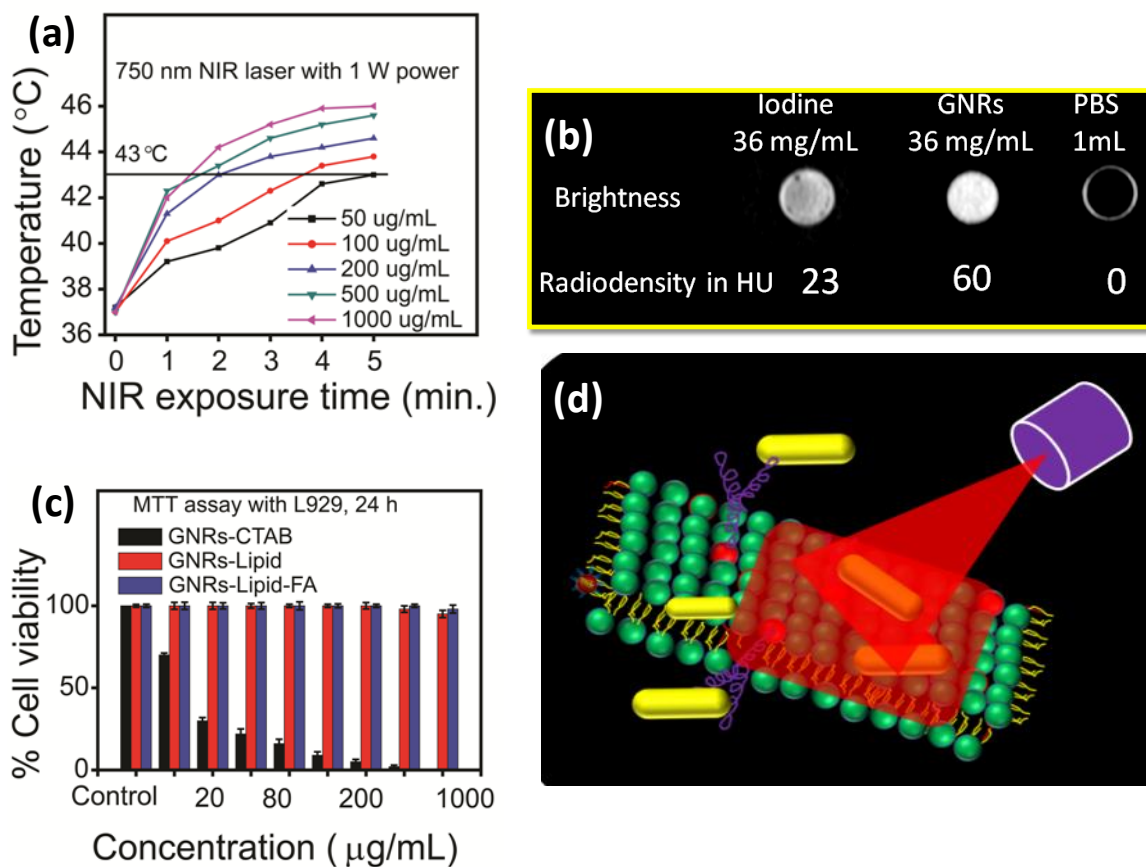 (a)
750 nm NIR laser with 1 W power
43 °C
Temperature (°C)
46
44
42
40
38
36
50 ug/mL
100 ug/mL
200 ug/mL
500 ug/mL
1000 ug/mL
0 1 2 3 4 5
NIR exposure time (min.)
(b)
Iodine GNRs PBS
36 mg/mL 36 mg/mL 1mL
Brightness
Radiodensity in HU 23 60 0
(c)
MTT assay with L929, 24 h
GNRs-CTAB
GNRs-Lipid
GNRs-Lipid-FA
% Cell viability
100
50
0
Control 20 80 200 1000
Concentration ( μg/mL)
(d)